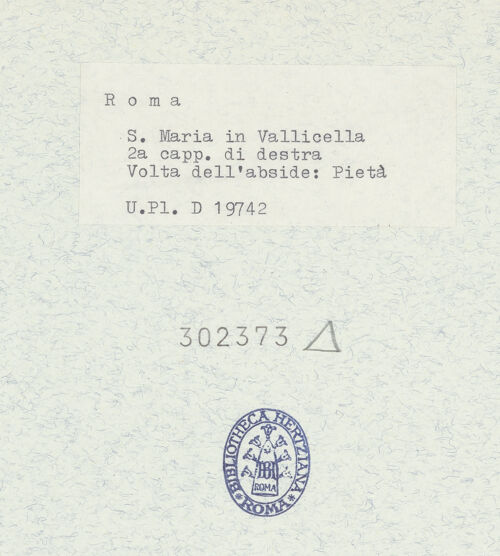 Roma
S. Maria in Vallicella
2a capp. di destra
Volta dell'abside: Pietà
U.Pl. D 19742
302373
BIBLIOTHECA HERTZIANA
ROMA
ROMA